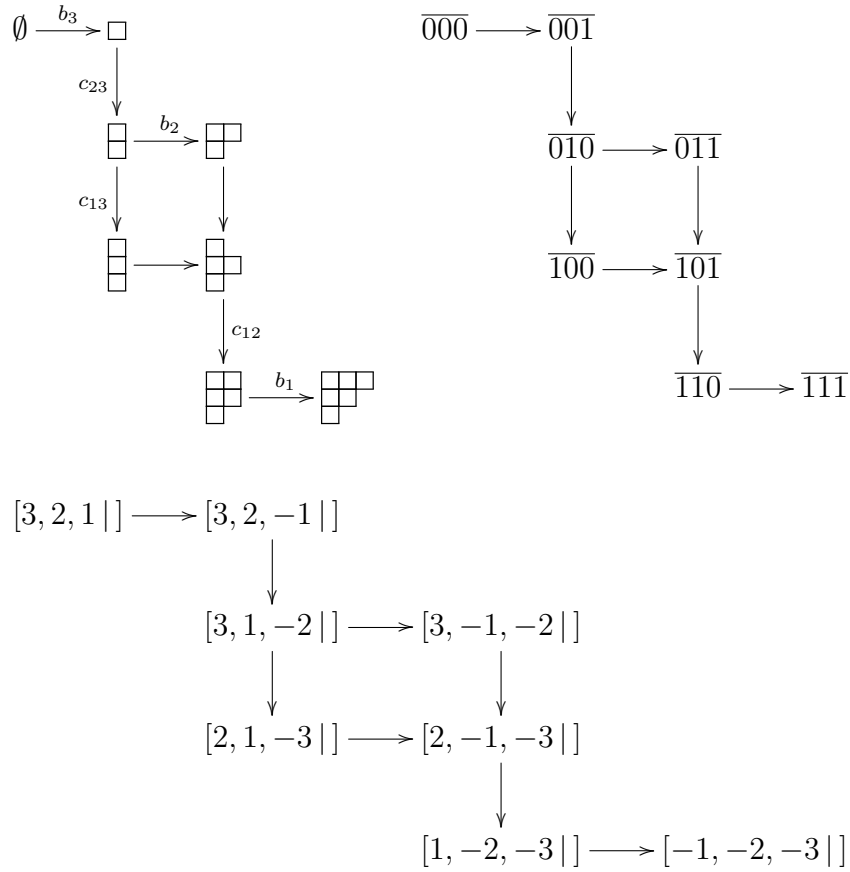 ∅ b₃ 000 001
c₂₃
b₂ 010 011
c₁₃
100 101
c₁₂
b₁ 110 111
[3, 2, 1 | ] [3, 2, −1 | ]
[3, 1, −2 | ] [3, −1, −2 | ]
[2, 1, −3 | ] [2, −1, −3 | ]
[1, −2, −3 | ] [−1, −2, −3 | ]